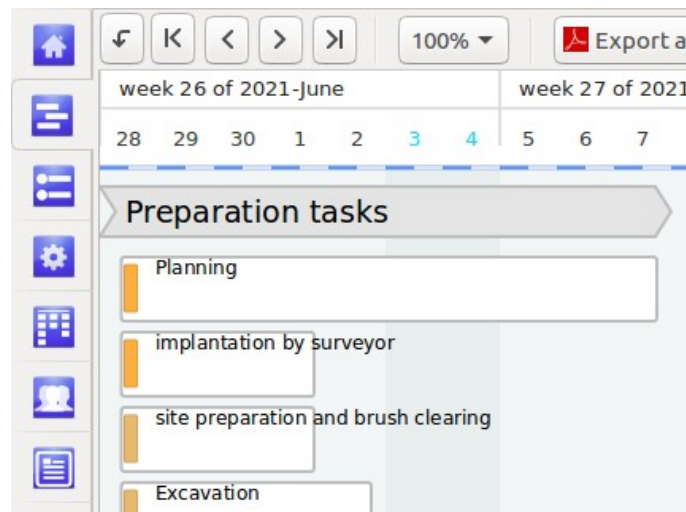 100% Export a
week 26 of 2021-June week 27 of 2021
28 29 30 1 2 3 4 5 6 7
Preparation tasks
Planning
implantation by surveyor
site preparation and brush clearing
Excavation